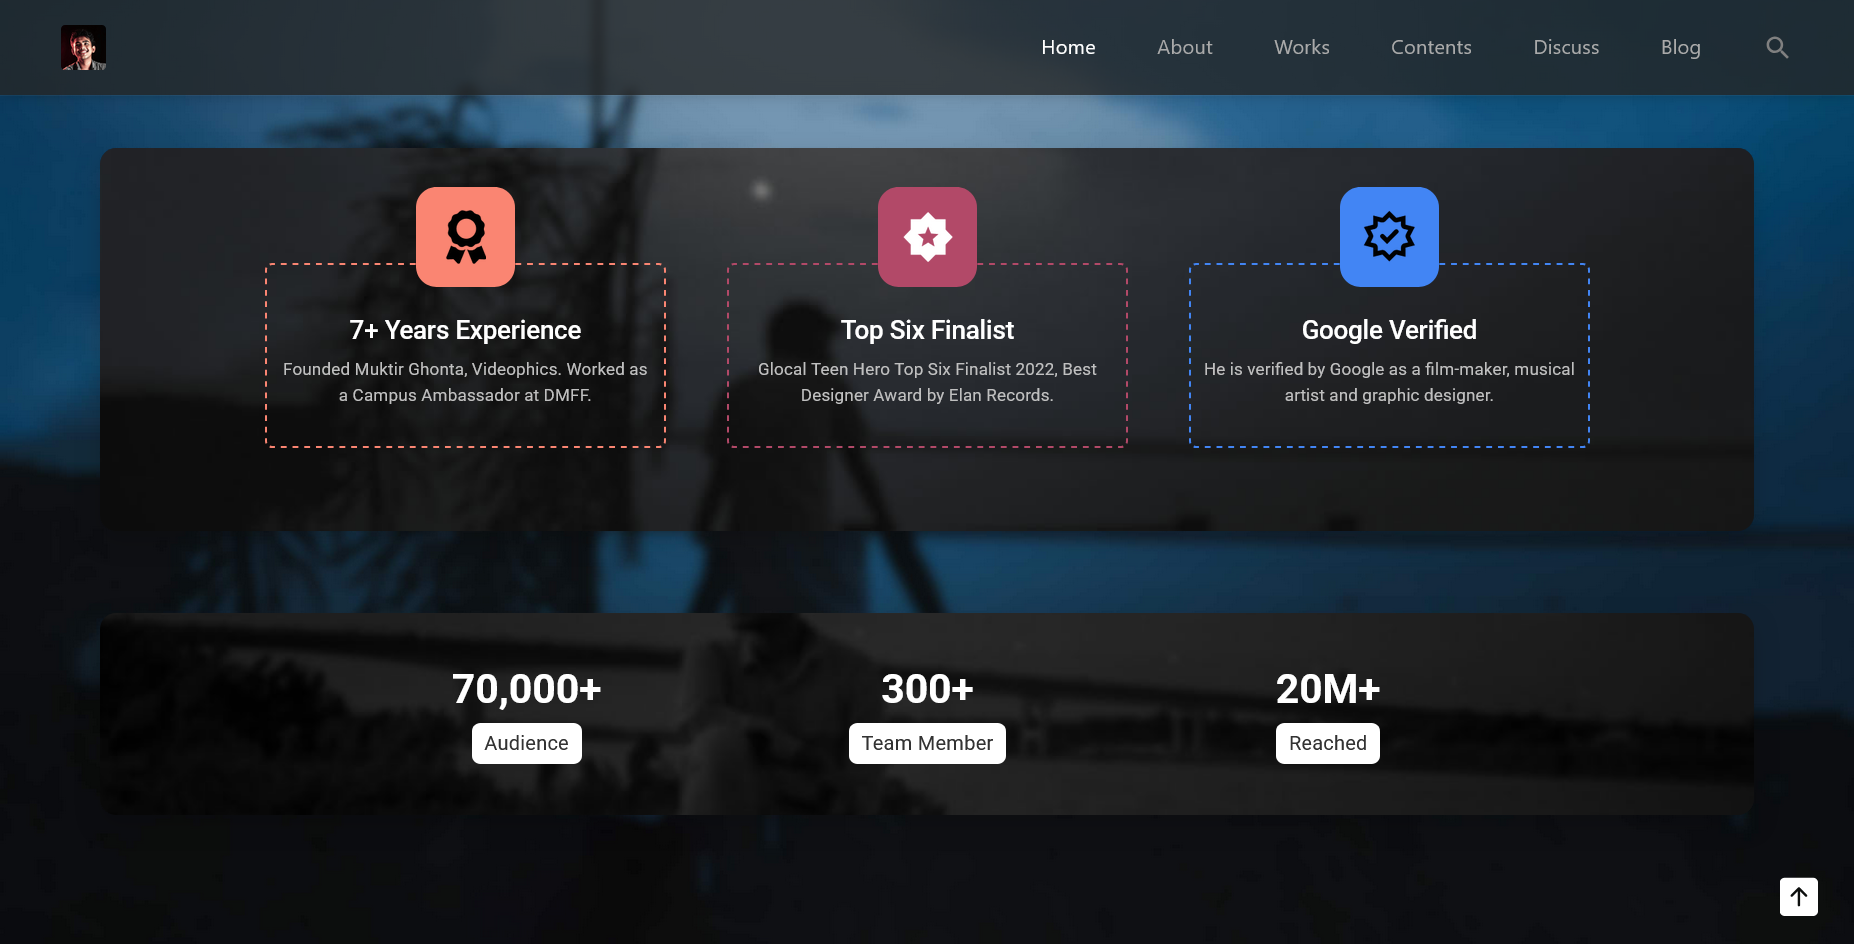 Home
About
Works
Contents
Discuss
Blog
7+ Years Experience
Founded Muktir Ghonta, Videophics. Worked as
a Campus Ambassador at DMFF.
Top Six Finalist
Glocal Teen Hero Top Six Finalist 2022, Best
Designer Award by Elan Records.
Google Verified
He is verified by Google as a film-maker, musical
artist and graphic designer.
70,000+
Audience
300+
Team Member
20M+
Reached